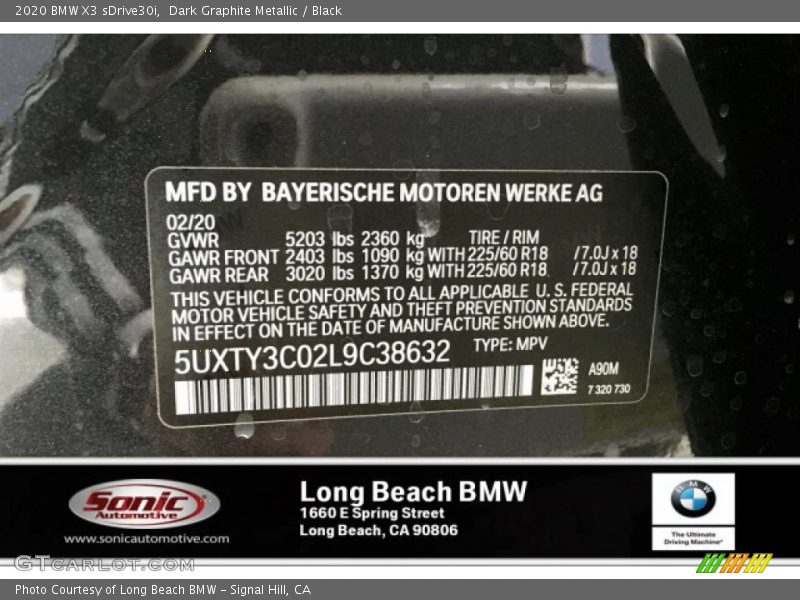 2020 BMW X3 sDrive30i, Dark Graphite Metallic / Black
MFD BY BAYERISCHE MOTOREN WERKE AG
02/20
GVWR 5203 lbs 2360 kg TIRE / RIM
GAWR FRONT 2403 lbs 1090 kg WITH 225/60 R18 /7.0J x 18
GAWR REAR 3020 lbs 1370 kg WITH 225/60 R18 /7.0J x 18
THIS VEHICLE CONFORMS TO ALL APPLICABLE U. S. FEDERAL
MOTOR VEHICLE SAFETY AND THEFT PREVENTION STANDARDS
IN EFFECT ON THE DATE OF MANUFACTURE SHOWN ABOVE.
5UXTY3C02L9C38632 TYPE: MPV
A90M
7 320 730
Sonic
Automotive
www.sonicautomotive.com
Long Beach BMW
1660 E Spring Street
Long Beach, CA 90806
BMW
The Ultimate
Driving Machine®
GTcarlot.com
Photo Courtesy of Long Beach BMW – Signal Hill, CA